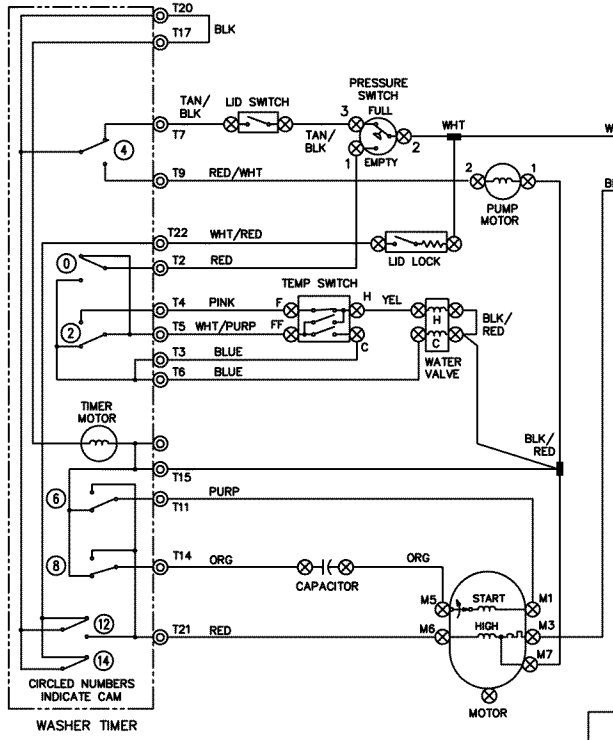 T20
T17
BLK
TAN/
BLK
LID SWITCH
PRESSURE
SWITCH
FULL
3
T7
TAN/
BLK
1
EMPTY
2
WHT
W
4
T9
RED/WHT
2
1
PUMP
MOTOR
B
T22
WHT/RED
LID LOCK
0
T2
RED
TEMP SWITCH
T4
PINK
F
H
YEL
H
BLK/
RED
2
T5
WHT/PURP
FF
C
C
T3
BLUE
WATER
VALVE
T6
BLUE
TIMER
MOTOR
BLK/
RED
T15
6
PURP
T11
8
T14
ORG
CAPACITOR
ORG
M5
START
M1
12
T21
RED
M6
HIGH
M3
14
M7
CIRCLED NUMBERS
INDICATE CAM
MOTOR
WASHER TIMER